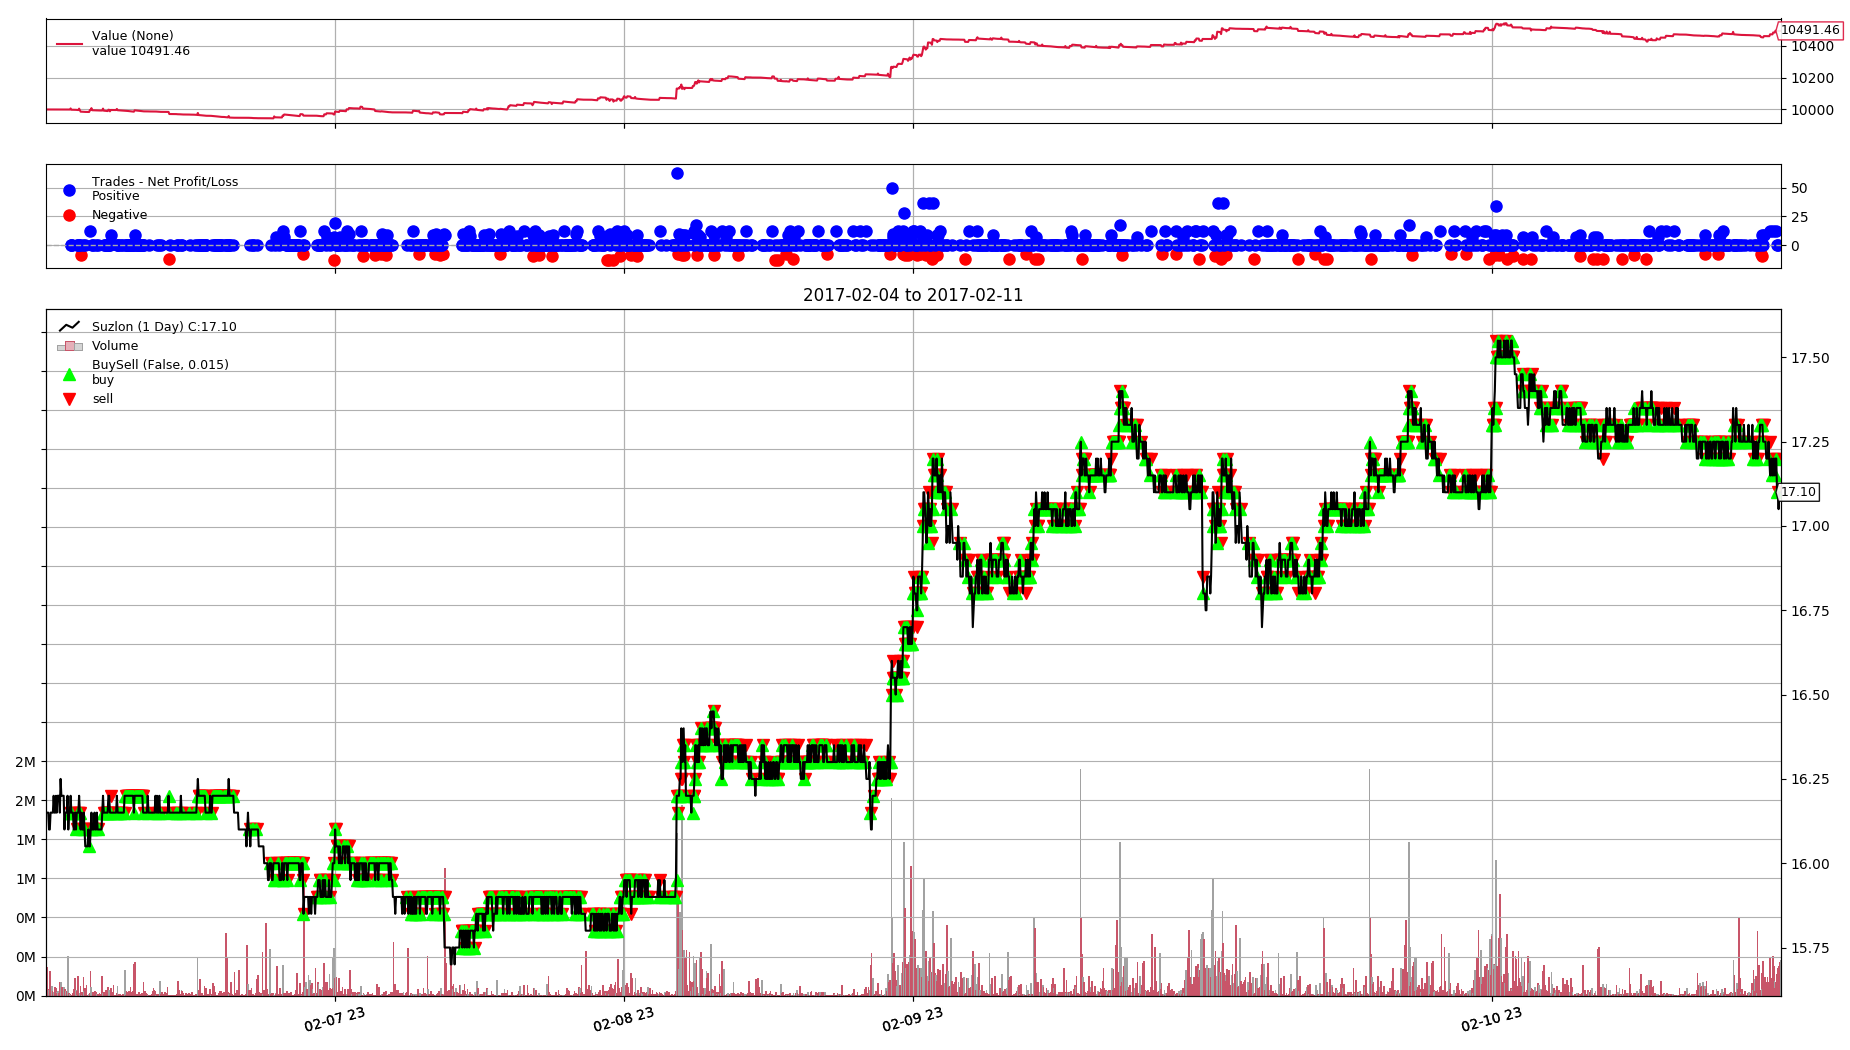 Value (None)
value 10491.46
10491.46
10400
10200
10000
Trades - Net Profit/Loss
Positive
Negative
50
25
0
2017-02-04 to 2017-02-11
Suzlon (1 Day) C:17.10
Volume
BuySell (False, 0.015)
buy
sell
17.50
17.25
17.10
17.00
16.75
16.50
16.25
16.00
15.75
2M
2M
1M
1M
0M
0M
0M
02-07 23
02-08 23
02-09 23
02-10 23